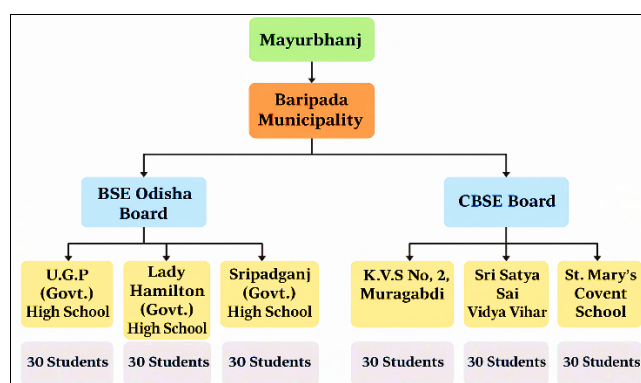 Mayurbhanj
Baripada
Municipality
BSE Odisha
Board
CBSE Board
U.G.P
(Govt.)
High School
Lady
Hamilton
(Govt.)
High School
Sripadganj
(Govt.)
High School
K.V.S No, 2,
Muragabdi
Sri Satya
Sai
Vidya Vihar
St. Mary's
Covent
School
30 Students
30 Students
30 Students
30 Students
30 Students
30 Students